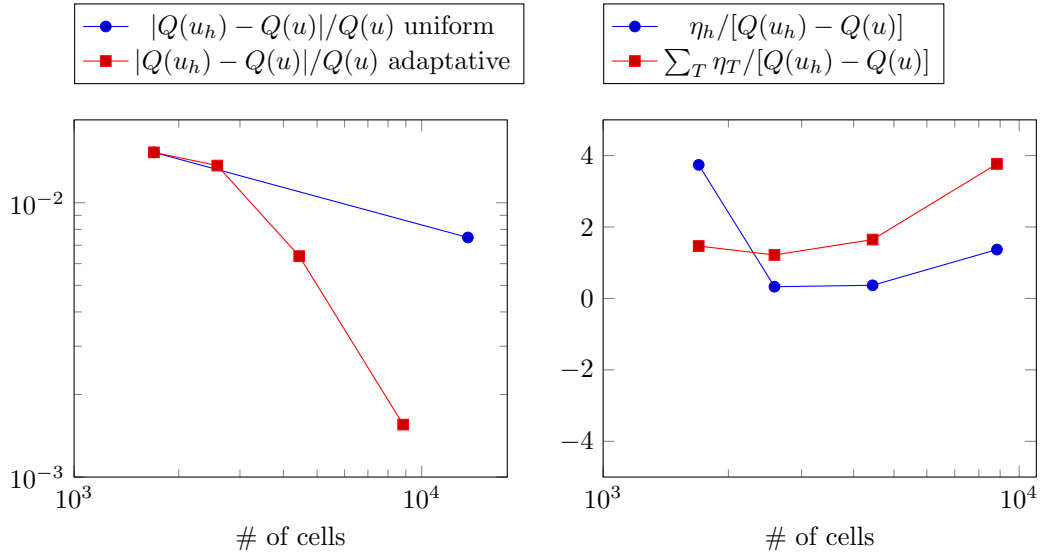 |Q(u_h) − Q(u)|/Q(u) uniform
|Q(u_h) − Q(u)|/Q(u) adaptative
10^−2
10^−3
10^3
10^4
# of cells
η_h/[Q(u_h) − Q(u)]
∑_T η_T/[Q(u_h) − Q(u)]
4
2
0
−2
−4
10^3
10^4
# of cells